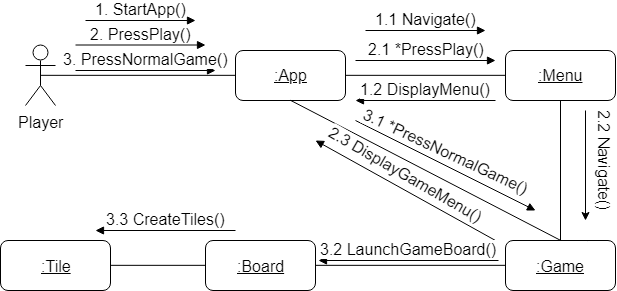 1. StartApp()
1.1 Navigate()
2. PressPlay()
2.1 *PressPlay()
3. PressNormalGame()
:App
:Menu
1.2 DisplayMenu()
Player
3.1 *PressNormalGame()
2.3 DisplayGameMenu()
2.2 Navigate()
3.3 CreateTiles()
3.2 LaunchGameBoard()
:Tile
:Board
:Game